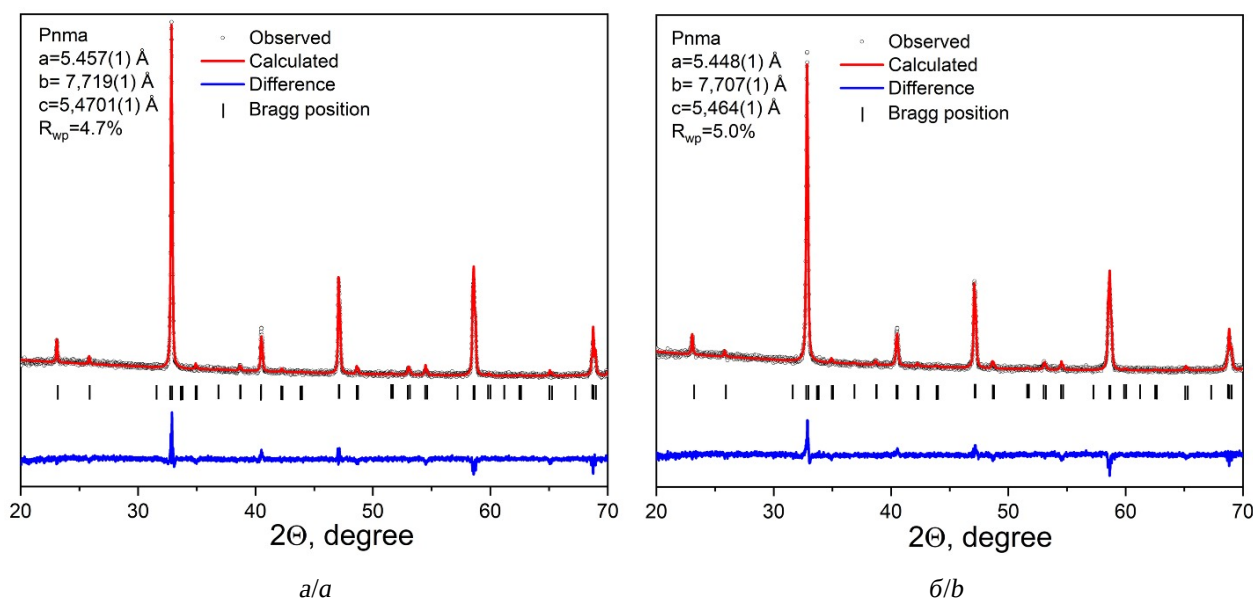 Pnma
a=5.457(1) Å
b= 7,719(1) Å
c=5,4701(1) Å
Rwp=4.7%
Observed
Calculated
Difference
Bragg position
20 30 40 50 60 70
2Θ, degree
a/a
Pnma
a=5.448(1) Å
b= 7,707(1) Å
c=5,464(1) Å
Rwp=5.0%
Observed
Calculated
Difference
Bragg position
20 30 40 50 60 70
2Θ, degree
б/b